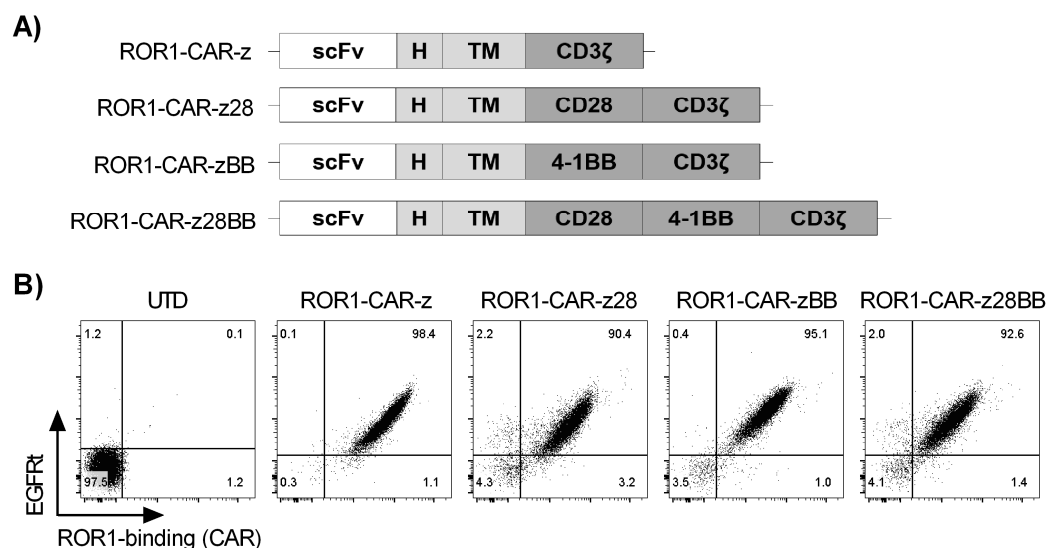 A)
ROR1-CAR-z scFv H TM CD3ζ
ROR1-CAR-z28 scFv H TM CD28 CD3ζ
ROR1-CAR-zBB scFv H TM 4-1BB CD3ζ
ROR1-CAR-z28BB scFv H TM CD28 4-1BB CD3ζ
B)
UTD ROR1-CAR-z ROR1-CAR-z28 ROR1-CAR-zBB ROR1-CAR-z28BB
1.2 0.1 0.1 98.4 2.2 90.4 0.4 95.1 2.0 92.6
97.5 1.2 0.3 1.1 4.3 3.2 3.5 1.0 4.1 1.4
EGFRt
ROR1-binding (CAR)